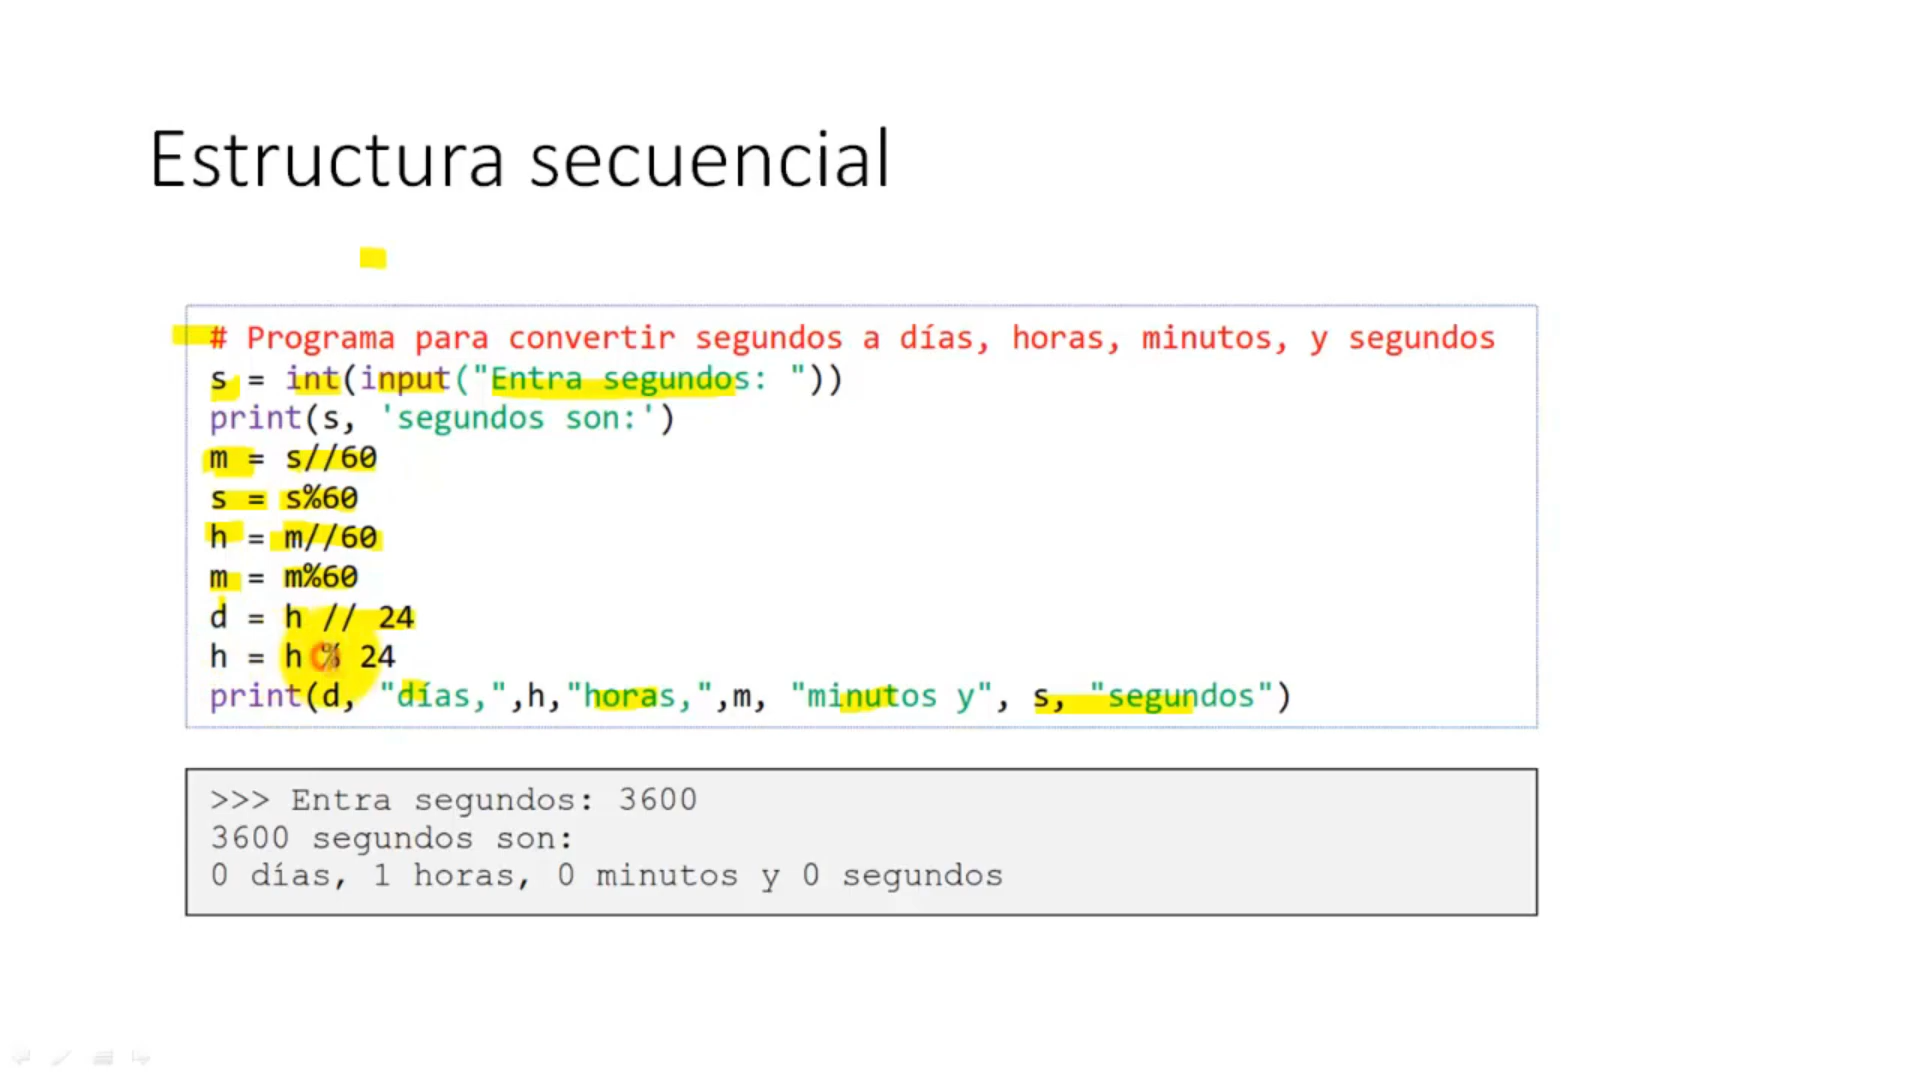 Estructura secuencial
# Programa para convertir segundos a días, horas, minutos, y segundos
s = int(input("Entra segundos: "))
print(s, 'segundos son:')
m = s//60
s = s%60
h = m//60
m = m%60
d = h // 24
h = h % 24
print(d, "días,",h,"horas,",m, "minutos y", s, "segundos")
>>> Entra segundos: 3600
3600 segundos son:
0 días, 1 horas, 0 minutos y 0 segundos